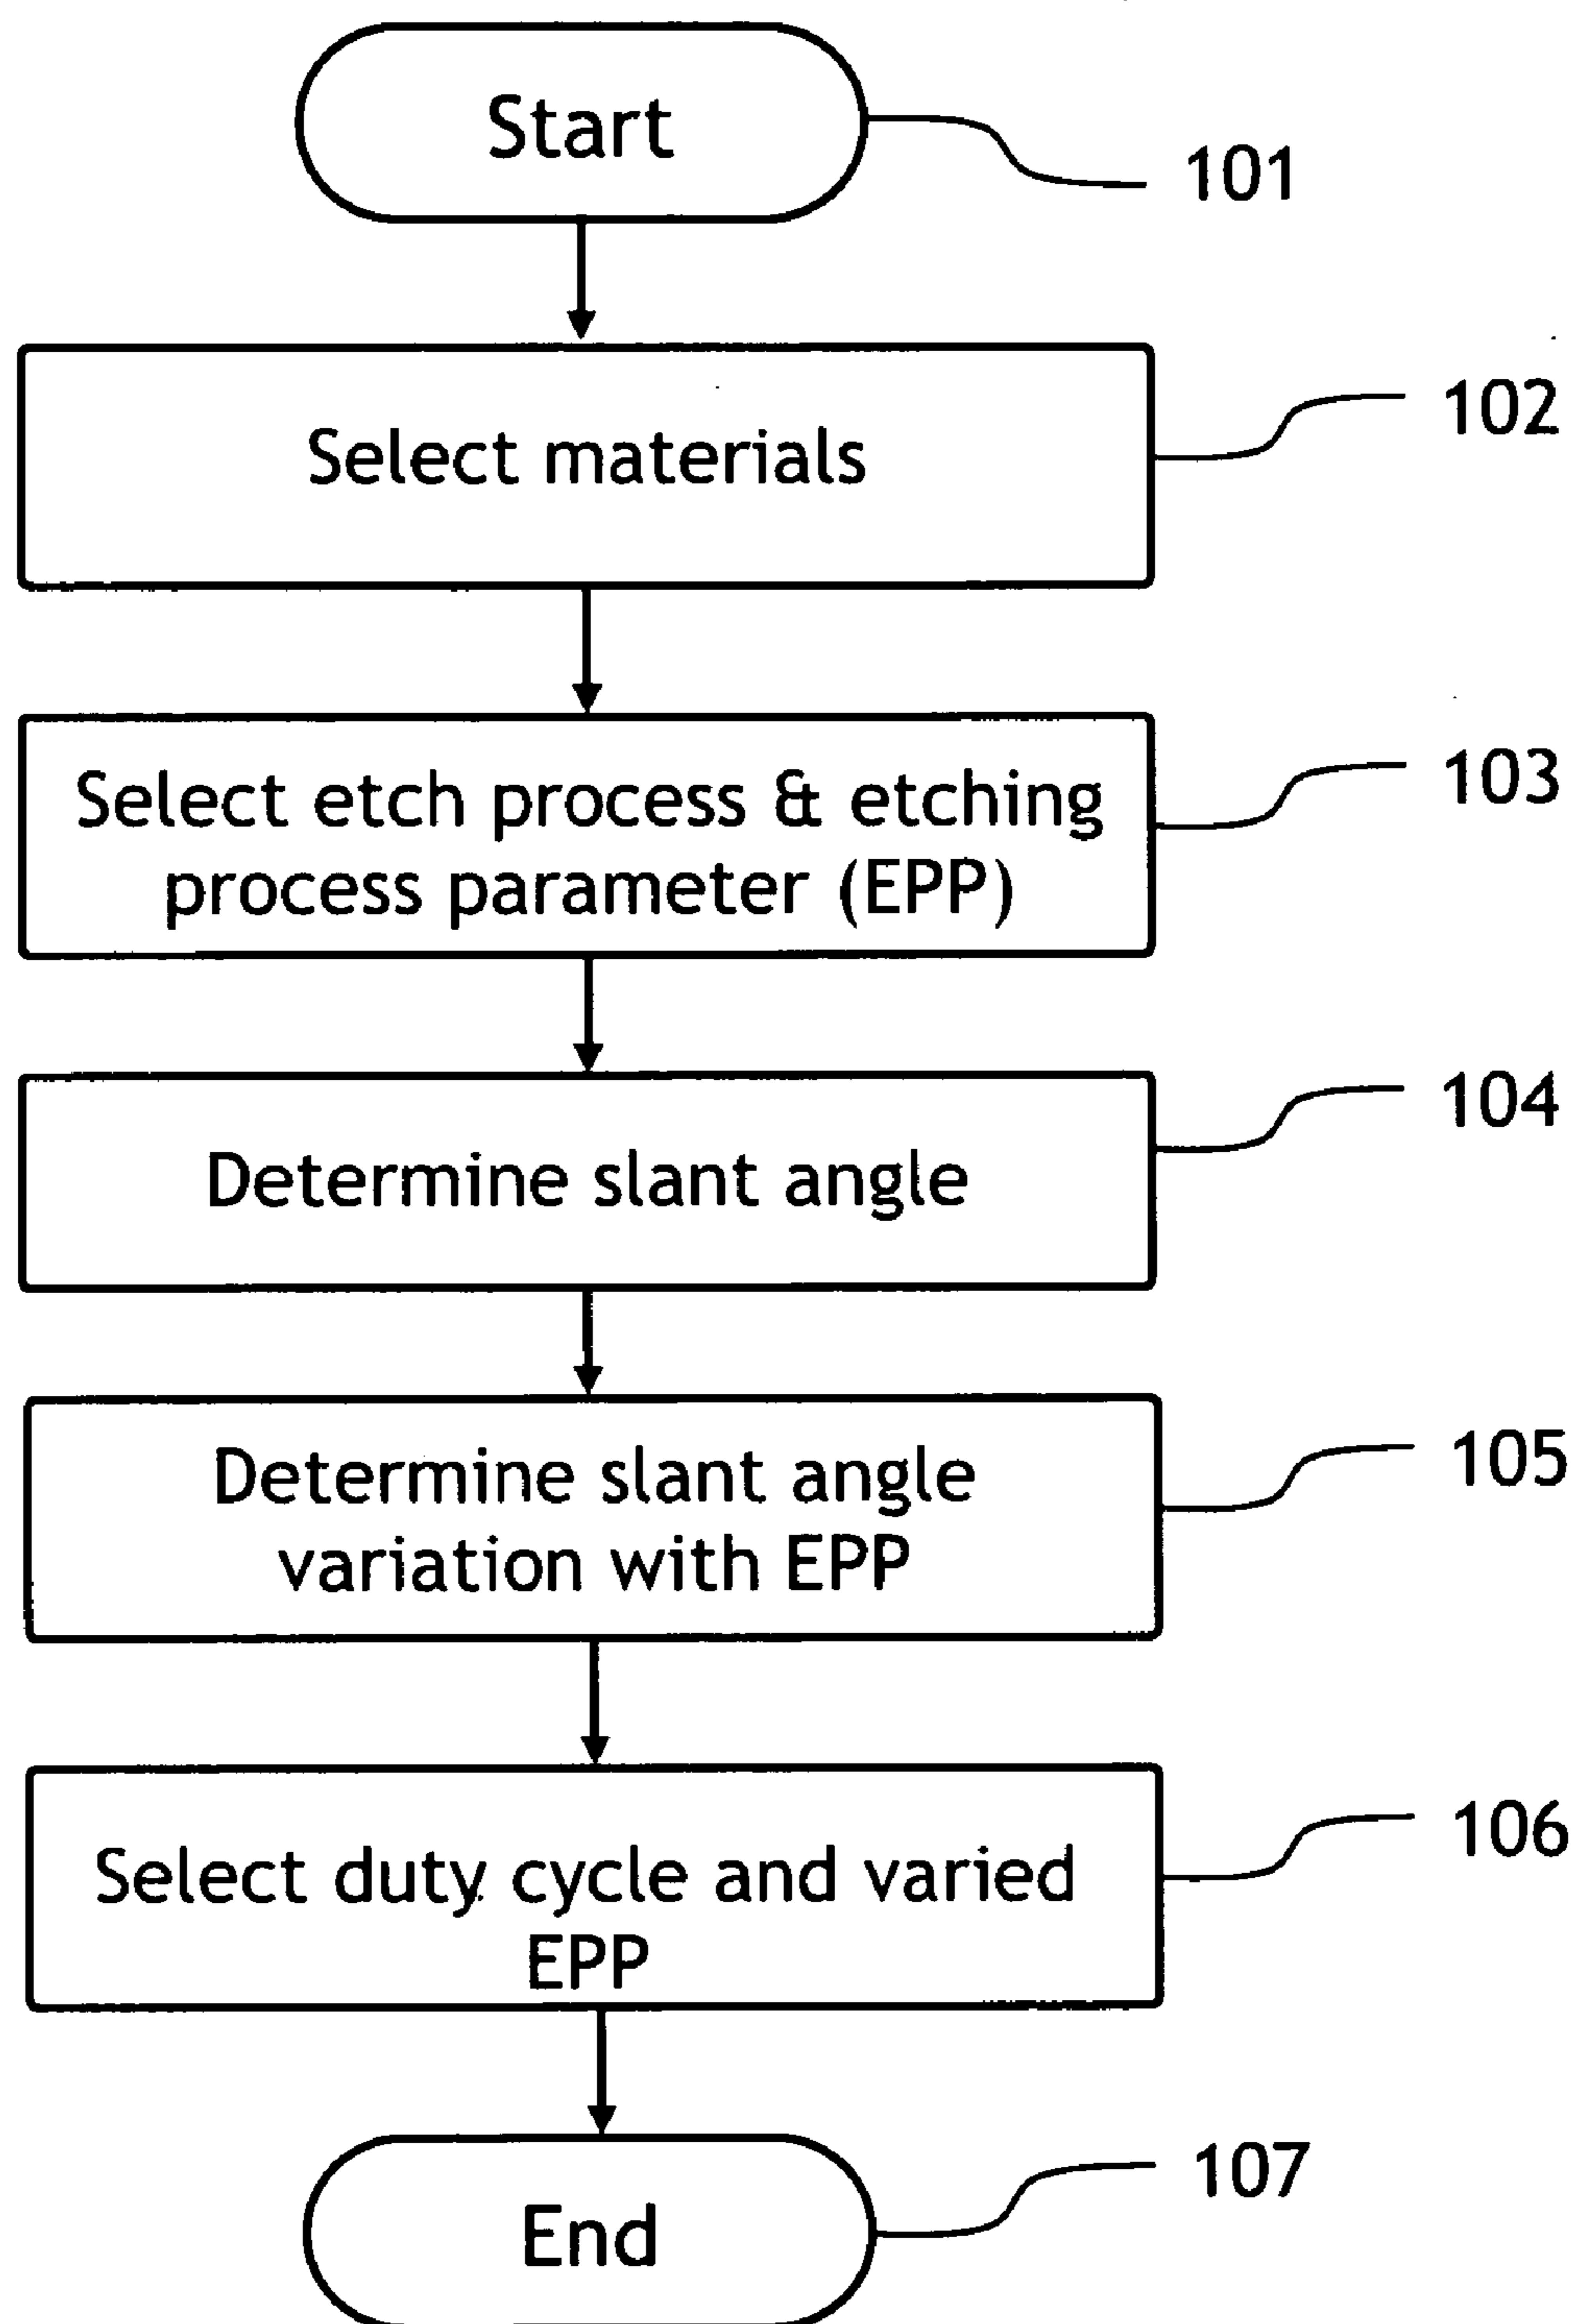 Start
101
Select materials
102
Select etch process & etching
process parameter (EPP)
103
Determine slant angle
104
Determine slant angle
variation with EPP
105
Select duty cycle and varied
EPP
106
End
107